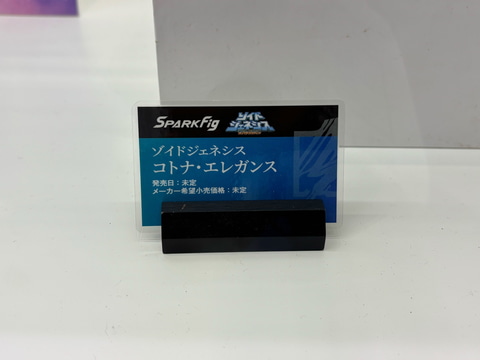 SPARKFig
ゾイド
ジェネシス
ゾイドジェネシス
コトナ・エレガンス
発売日：未定
メーカー希望小売価格：未定